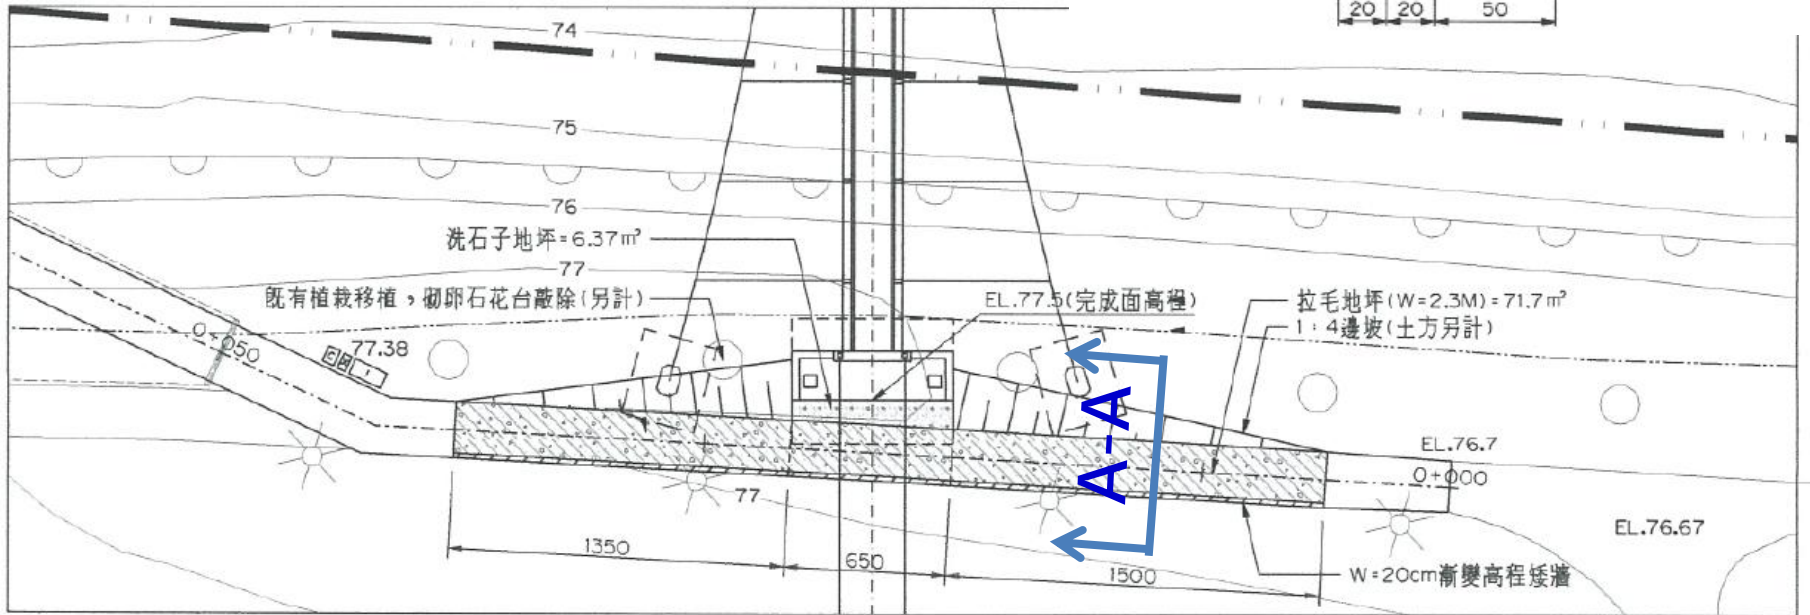 20 20 50
74
75
76
洗石子地坪=6.37㎡
77
既有植栽移植，砌卵石花台敲除(另計)
EL.77.5(完成面高程)
拉毛地坪(W=2.3M)=71.7㎡
1:4邊坡(土方另計)
0+050
77.38
A-A
EL.76.7
0+000
77
EL.76.67
1350
650
1500
W=20cm漸變高程矮牆